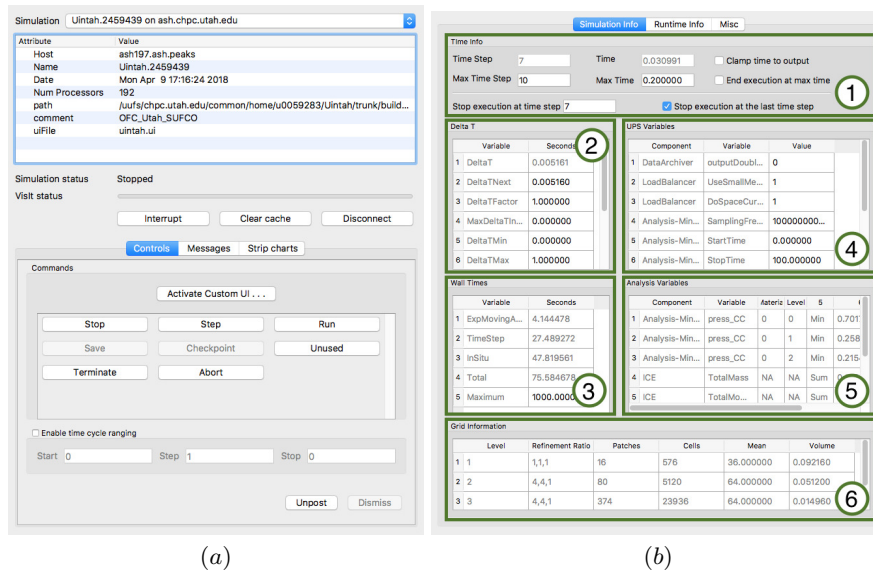 Simulation Uintah.2459439 on ash.chpc.utah.edu
Attribute Value
Host ash197.ash.peaks
Name Uintah.2459439
Date Mon Apr 9 17:16:24 2018
Num Processors 192
path /uufs/chpc.utah.edu/common/home/u0059283/Uintah/trunk/build...
comment OFC_Utah_SUFCO
uiFile uintah.ui
Simulation status Stopped
VisIt status
Interrupt Clear cache Disconnect
Controls Messages Strip charts
Commands
Activate Custom UI . . .
Stop Step Run
Save Checkpoint Unused
Terminate Abort
Enable time cycle ranging
Start 0 Step 1 Stop 0
Unpost Dismiss
(a)
Simulation Info Runtime Info Misc
Time Info
Time Step 7 Time 0.030991 Clamp time to output
Max Time Step 10 Max Time 0.200000 End execution at max time
Stop execution at time step 7 Stop execution at the last time step
1
Delta T
Variable Seconds
1 DeltaT 0.005161
2 DeltaTNext 0.005160
3 DeltaTFactor 1.000000
4 MaxDeltaTIn... 0.000000
5 DeltaTMin 0.000000
6 DeltaTMax 1.000000
2
UPS Variables
Component Variable Value
1 DataArchiver outputDoubl... 0
2 LoadBalancer UseSmallMe... 1
3 LoadBalancer DoSpaceCur... 1
4 Analysis-Min... SamplingFre... 100000000...
5 Analysis-Min... StartTime 0.000000
6 Analysis-Min... StopTime 100.000000
4
Wall Times
Variable Seconds
1 ExpMovingA... 4.144478
2 TimeStep 27.489272
3 InSitu 47.819561
4 Total 75.584678
5 Maximum 1000.0000
3
Analysis Variables
Component Variable Materia Level 5
1 Analysis-Min... press_CC 0 0 Min 0.701
2 Analysis-Min... press_CC 0 1 Min 0.258
3 Analysis-Min... press_CC 0 2 Min 0.215
4 ICE TotalMass NA NA Sum
5 ICE TotalMo... NA NA Sum
5
Grid Information
Level Refinement Ratio Patches Cells Mean Volume
1 1 1,1,1 16 576 36.000000 0.092160
2 2 4,4,1 80 5120 64.000000 0.051200
3 3 4,4,1 374 23936 64.000000 0.014960
6
(b)